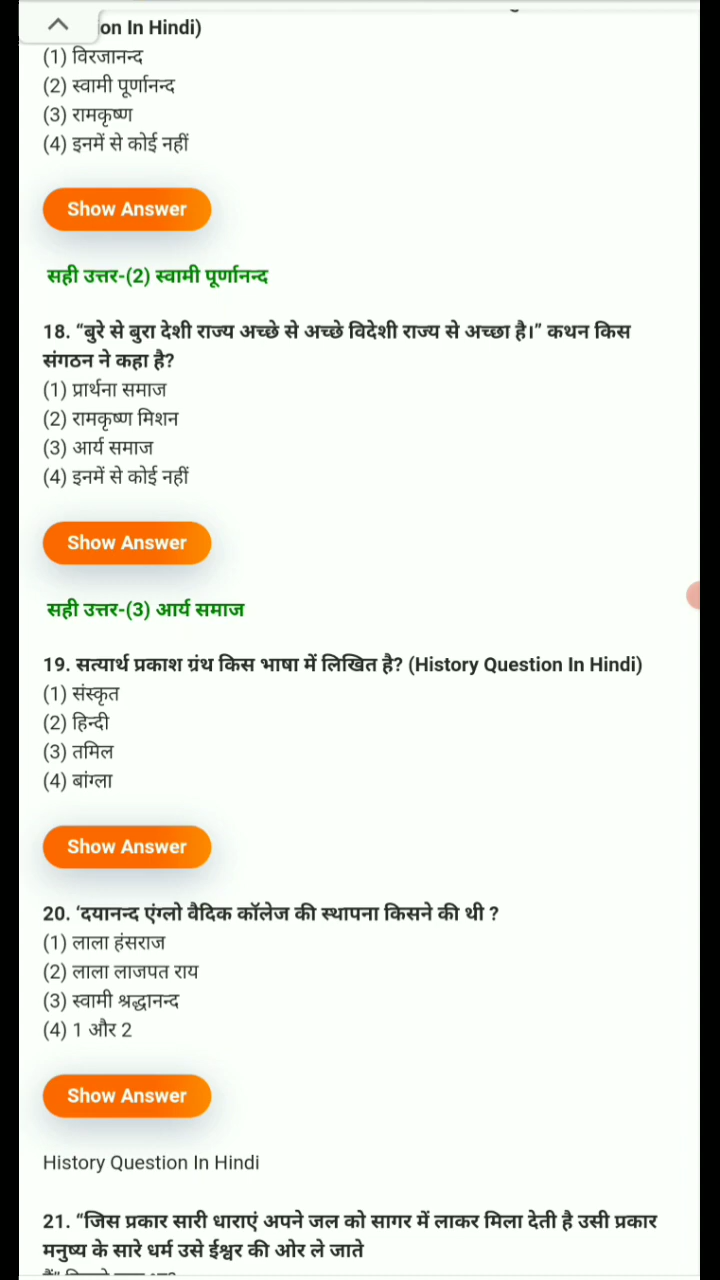 on In Hindi)
(1) विरजानन्द
(2) स्वामी पूर्णानन्द
(3) रामकृष्ण
(4) इनमें से कोई नहीं
Show Answer
सही उत्तर-(2) स्वामी पूर्णानन्द
18. “बुरे से बुरा देशी राज्य अच्छे से अच्छे विदेशी राज्य से अच्छा है।” कथन किस
संगठन ने कहा है?
(1) प्रार्थना समाज
(2) रामकृष्ण मिशन
(3) आर्य समाज
(4) इनमें से कोई नहीं
Show Answer
सही उत्तर-(3) आर्य समाज
19. सत्यार्थ प्रकाश ग्रंथ किस भाषा में लिखित है? (History Question In Hindi)
(1) संस्कृत
(2) हिन्दी
(3) तमिल
(4) बांग्ला
Show Answer
20. ‘दयानन्द एंग्लो वैदिक कॉलेज की स्थापना किसने की थी ?
(1) लाला हंसराज
(2) लाला लाजपत राय
(3) स्वामी श्रद्धानन्द
(4) 1 और 2
Show Answer
History Question In Hindi
21. “जिस प्रकार सारी धाराएं अपने जल को सागर में लाकर मिला देती है उसी प्रकार
मनुष्य के सारे धर्म उसे ईश्वर की ओर ले जाते